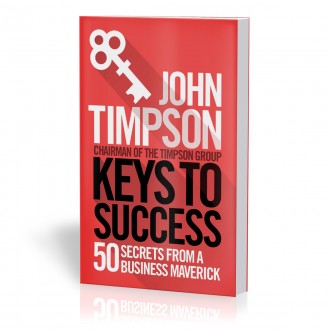 JOHN
TIMPSON
CHAIRMAN OF THE TIMPSON GROUP
KEYS TO
SUCCESS
50 SECRETS FROM A
BUSINESS MAVERICK